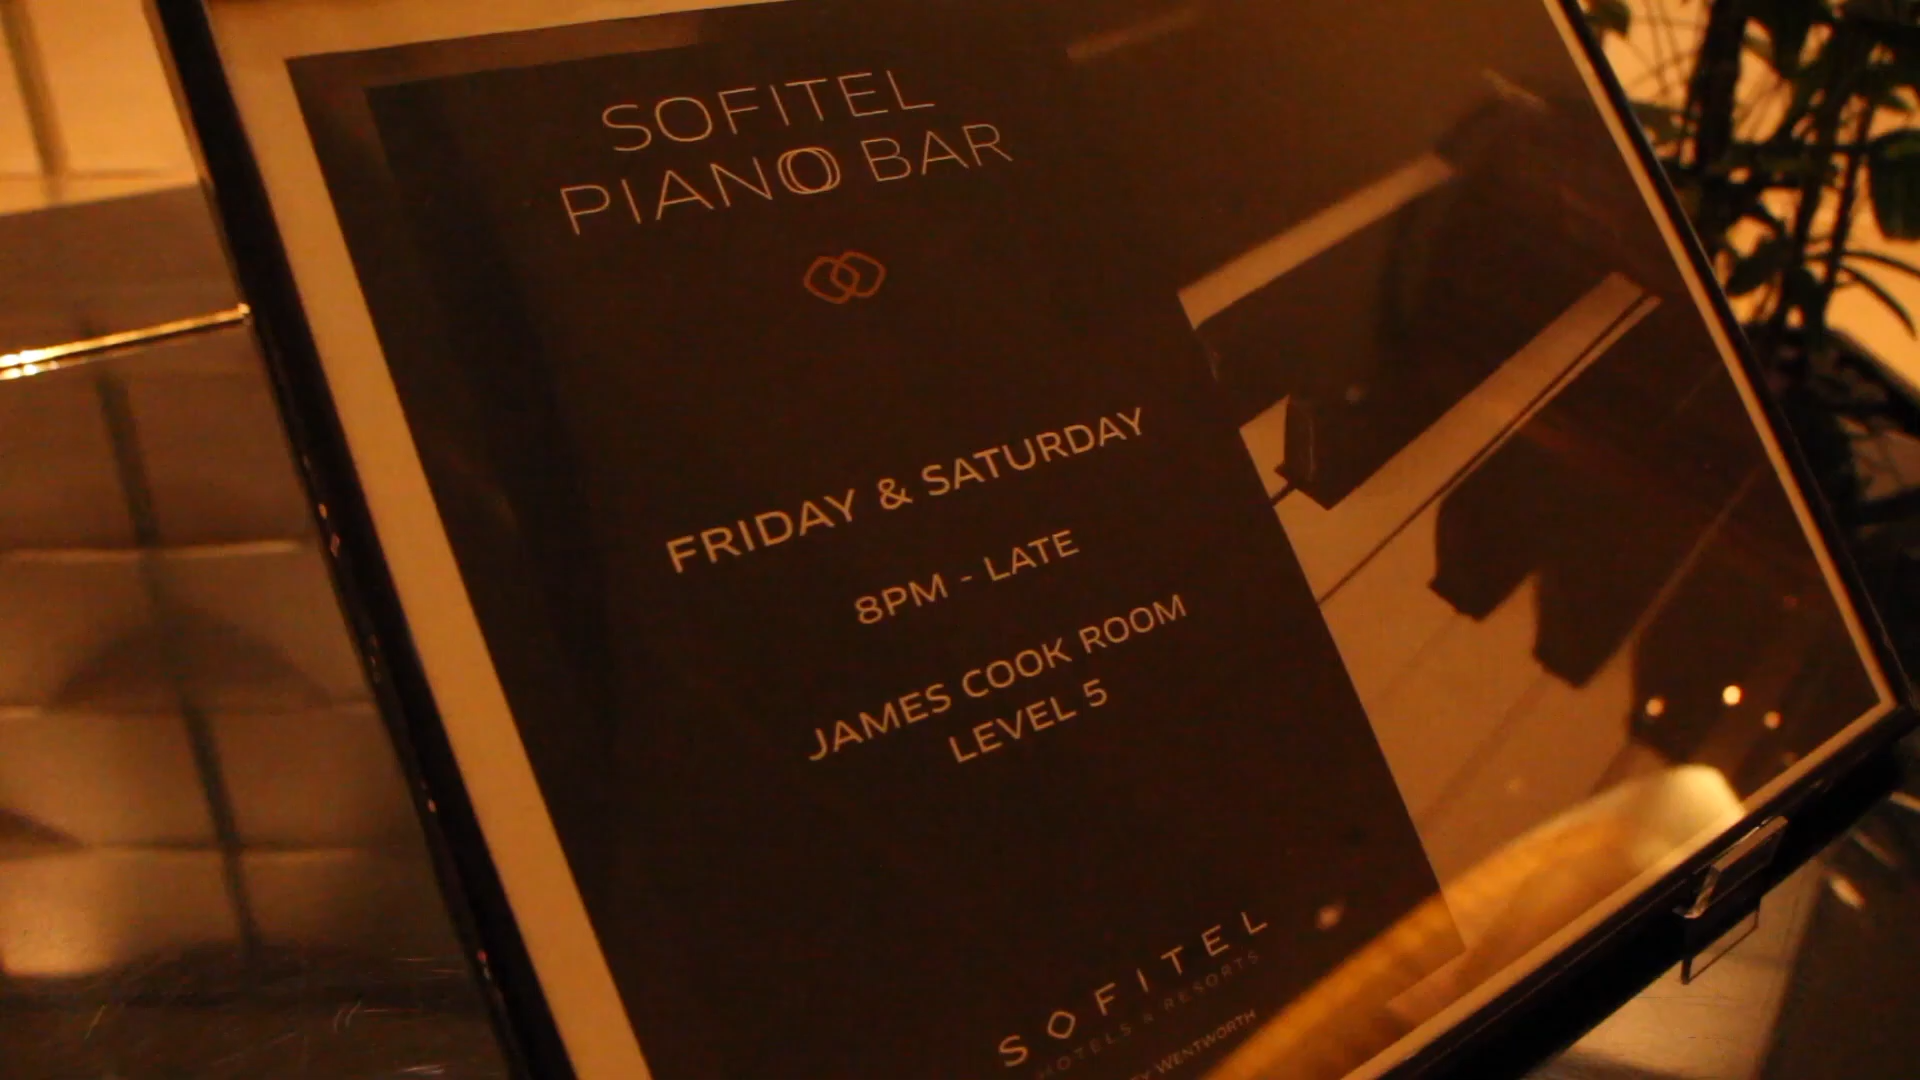 SOFITEL
PIANO BAR
FRIDAY & SATURDAY
8PM - LATE
JAMES COOK ROOM
LEVEL 5
SOFITEL
HOTELS & RESORTS
WENTWORTH